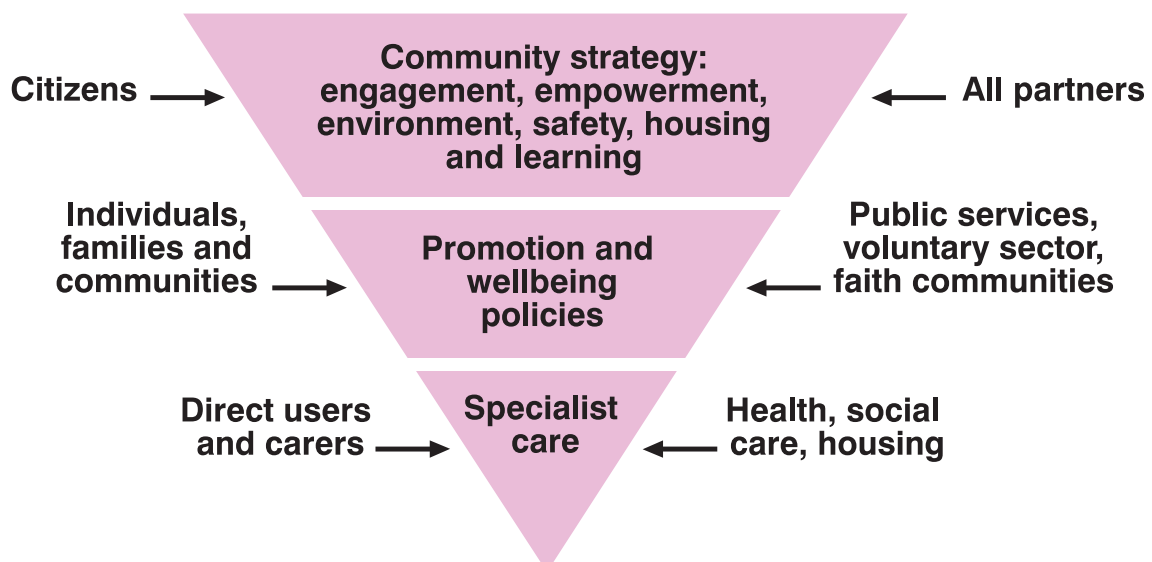 Citizens
Community strategy:
engagement, empowerment,
environment, safety, housing
and learning
All partners
Individuals,
families and
communities
Promotion and
wellbeing
policies
Public services,
voluntary sector,
faith communities
Direct users
and carers
Specialist
care
Health, social
care, housing